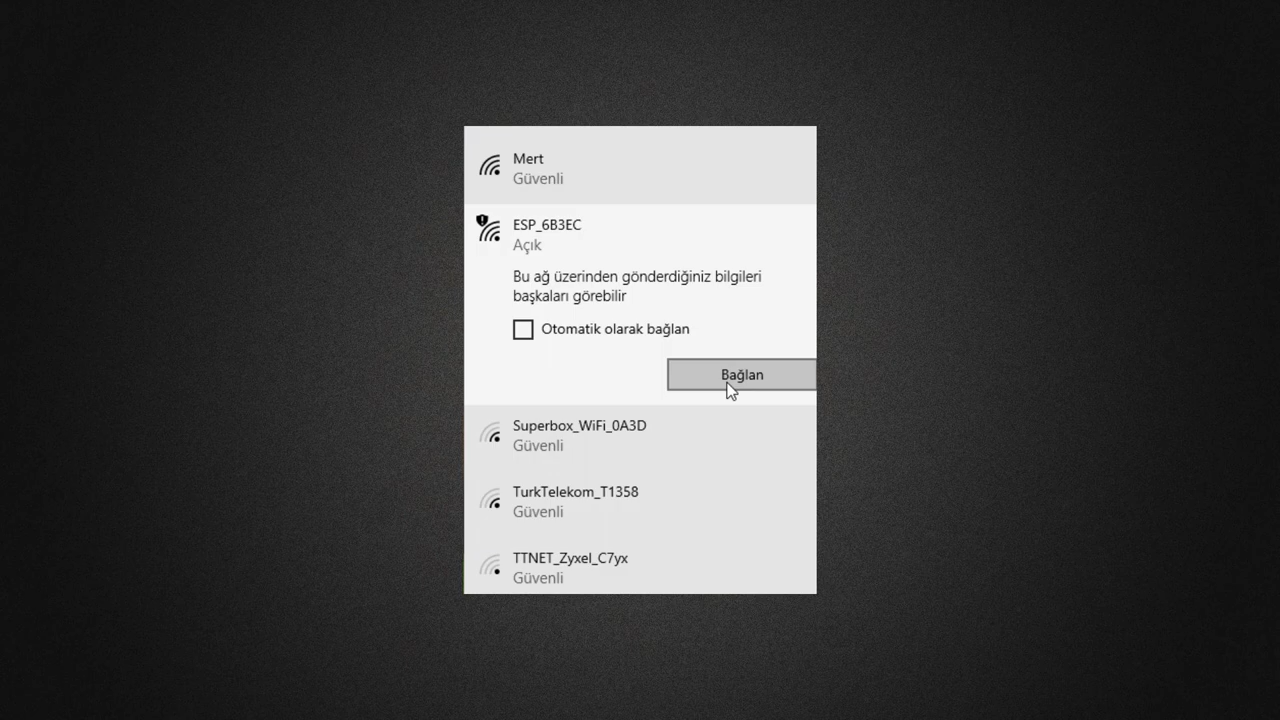 Mert
Güvenli
ESP_6B3EC
Açık
Bu ağ üzerinden gönderdiğiniz bilgileri
başkaları görebilir
Otomatik olarak bağlan
Bağlan
Superbox_WiFi_0A3D
Güvenli
TurkTelekom_T1358
Güvenli
TTNET_Zyxel_C7yx
Güvenli